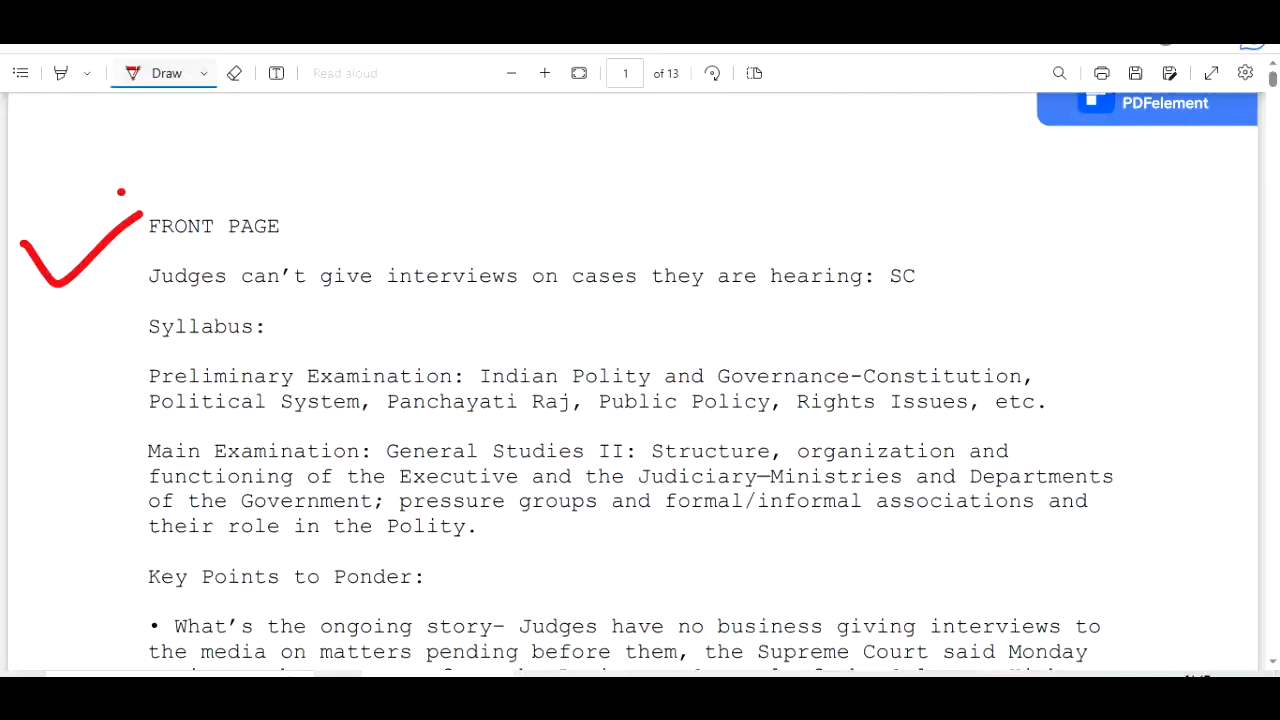 Draw
Read aloud
1 of 13
PDFelement
FRONT PAGE
Judges can’t give interviews on cases they are hearing: SC
Syllabus:
Preliminary Examination: Indian Polity and Governance-Constitution,
Political System, Panchayati Raj, Public Policy, Rights Issues, etc.
Main Examination: General Studies II: Structure, organization and
functioning of the Executive and the Judiciary—Ministries and Departments
of the Government; pressure groups and formal/informal associations and
their role in the Polity.
Key Points to Ponder:
• What’s the ongoing story– Judges have no business giving interviews to
the media on matters pending before them, the Supreme Court said Monday